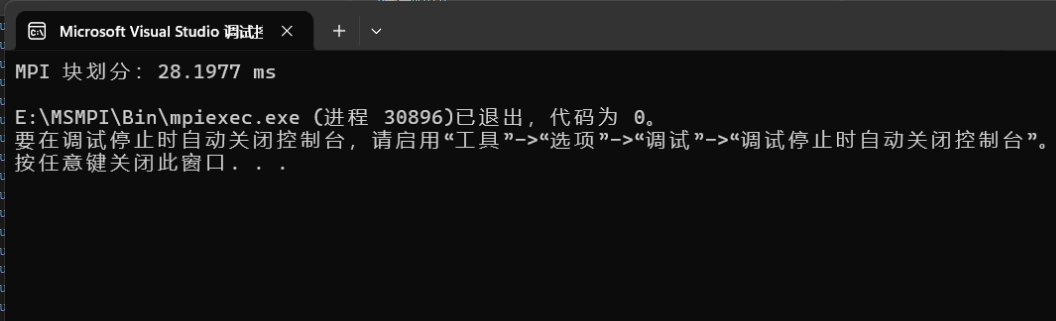 Microsoft Visual Studio 调试控
MPI 块划分: 28.1977 ms
E:\MSMPI\Bin\mpiexec.exe (进程 30896)已退出，代码为 0。
要在调试停止时自动关闭控制台，请启用“工具”->“选项”->“调试”->“调试停止时自动关闭控制台”。
按任意键关闭此窗口. . .